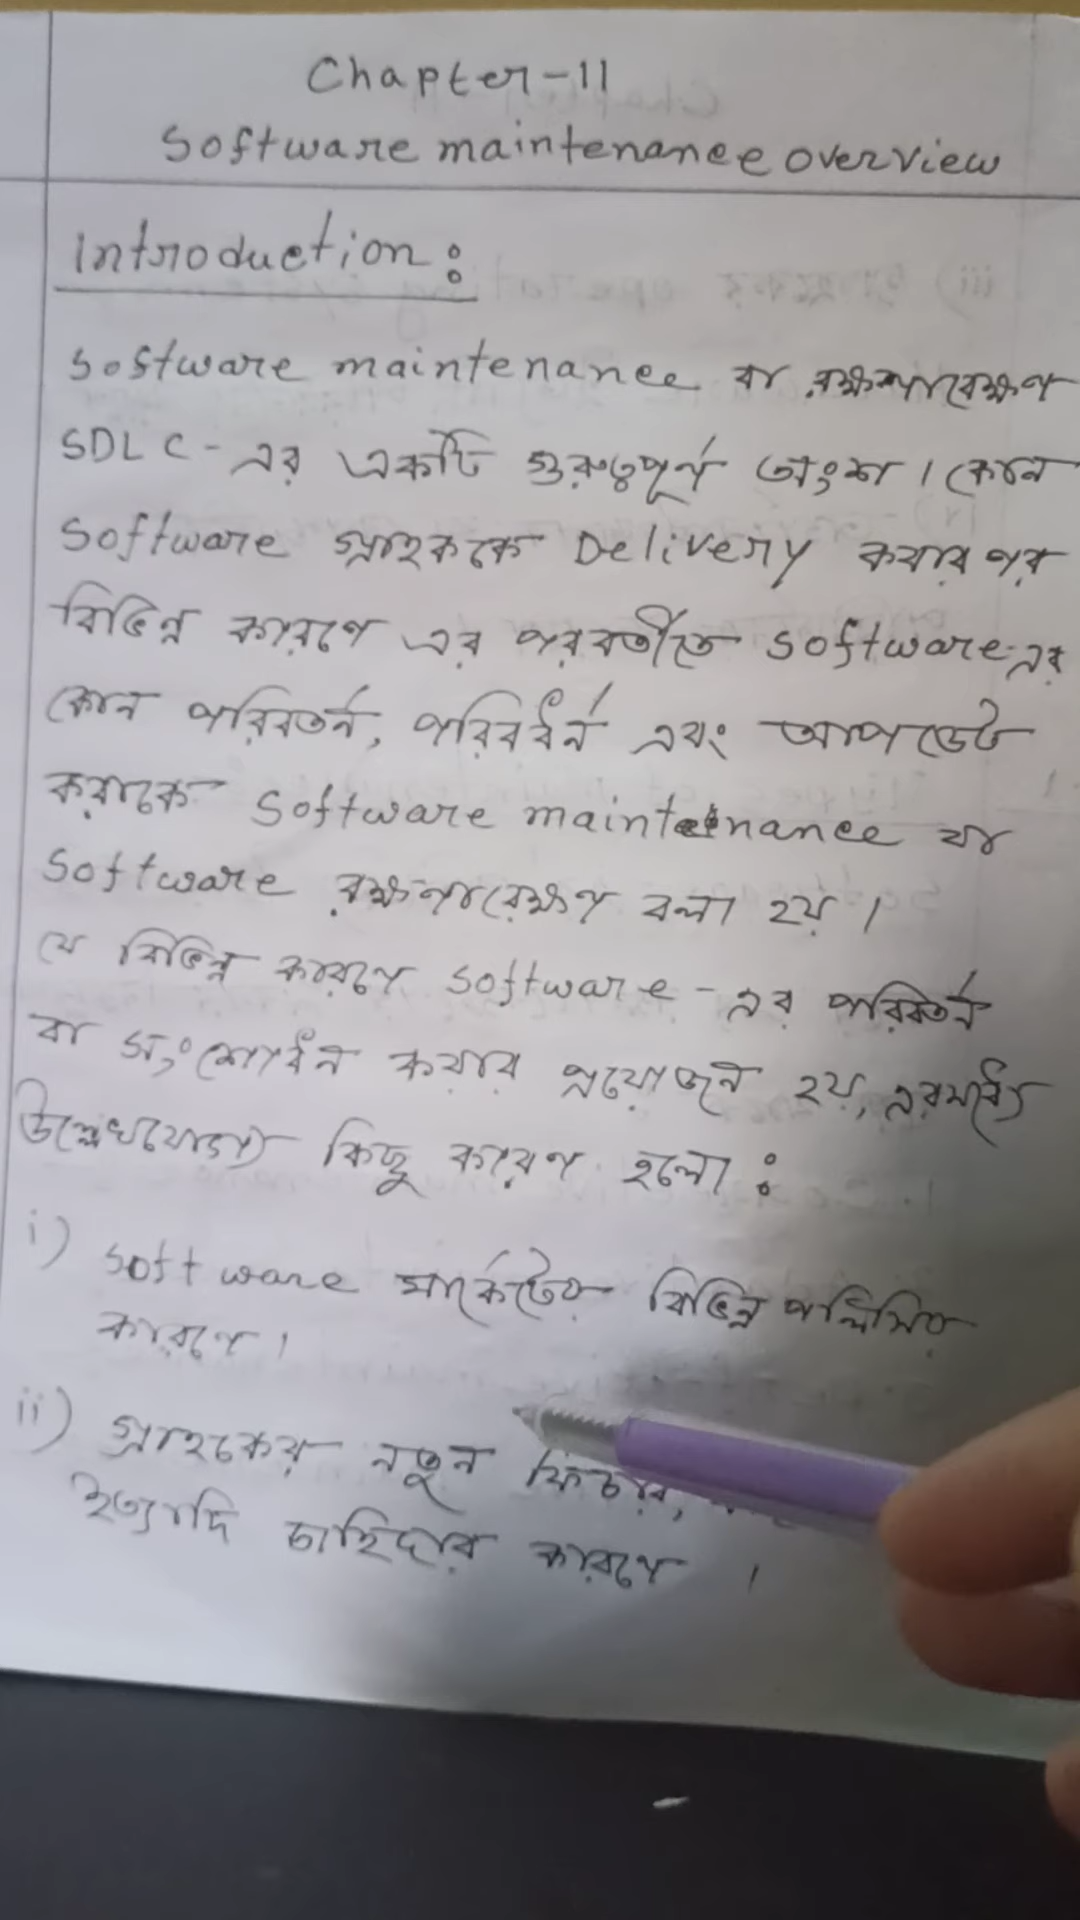 Chapter-11
Software maintenance overview
Introduction :
Software maintenance বা রক্ষণাবেক্ষণ
SDLC- এর একটি গুরুত্বপূর্ণ অংশ । কোন
Software গ্রাহককে Delivery করার পর
বিভিন্ন কারণে এর পরবর্তীতে software-এর
কোন পরিবর্তন, পরিবর্ধন এবং আপডেট
করাকে software maintenance বা
Software রক্ষণাবেক্ষণ বলা হয় ।
যে বিভিন্ন কারণে software-এর পরিবর্তন
বা সংশোধন করার প্রয়োজন হয়, এরমধ্যে
উল্লেখযোগ্য কিছু কারণ হলো :
i) software মার্কেটের বিভিন্ন পলিসির
কারণে ।
ii) গ্রাহকের নতুন ফিচার,
ইত্যাদি চাহিদার কারণে ।